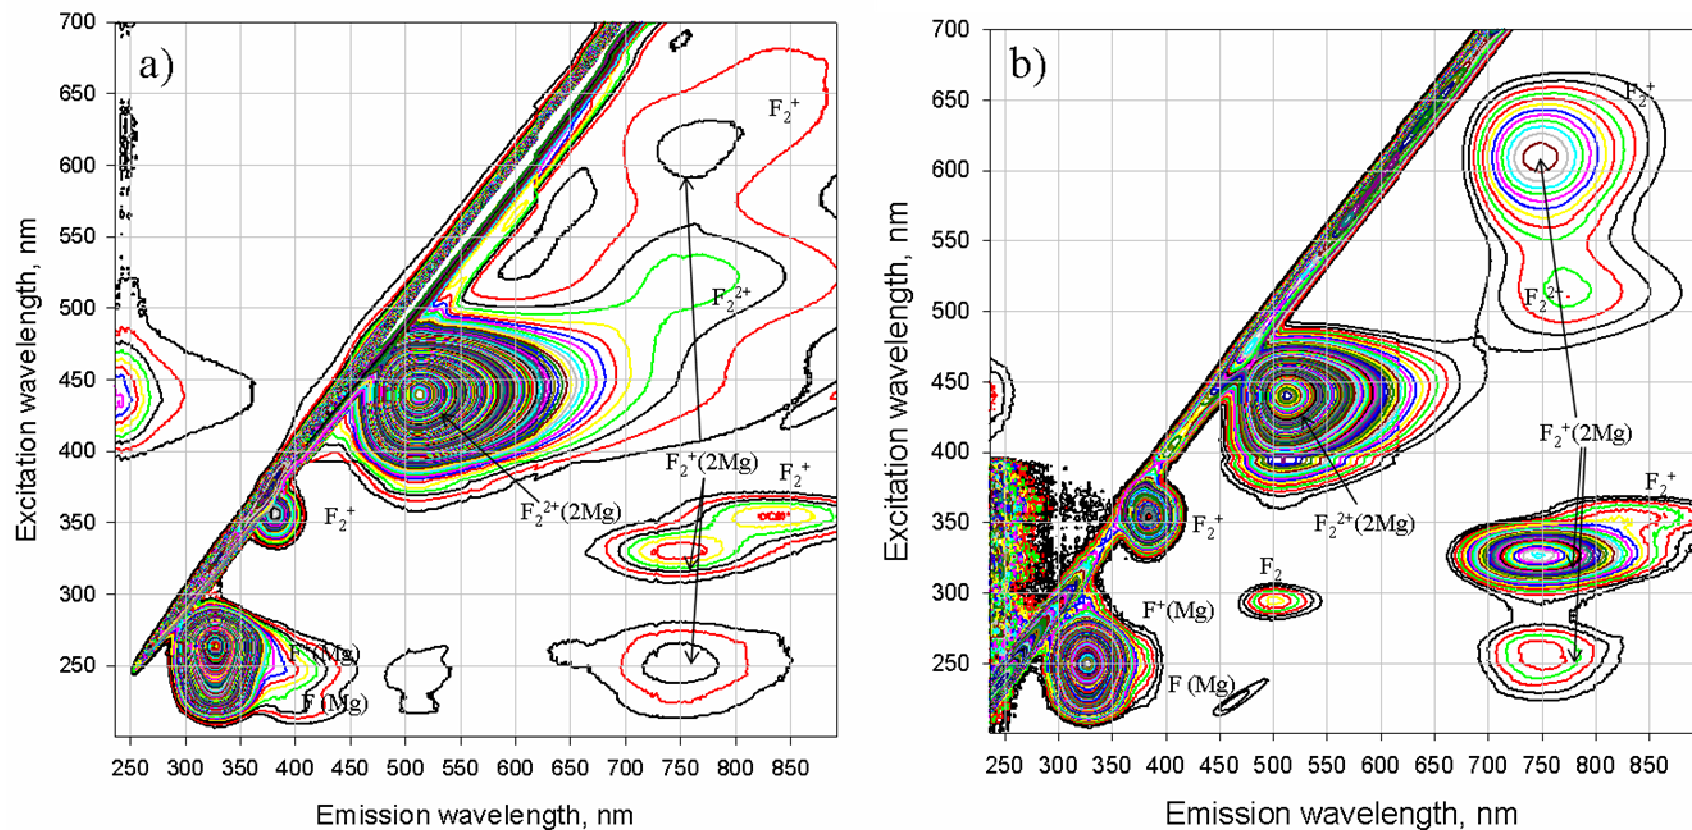 a)
700
650
600
550
500
450
400
350
300
250
Excitation wavelength, nm
F₂⁺
F₂²⁺
F₂⁺(2Mg)
F₂⁺
F₂²⁺(2Mg)
F₂⁺
(Mg)
F (Mg)
250 300 350 400 450 500 550 600 650 700 750 800 850
Emission wavelength, nm
b)
700
650
600
550
500
450
400
350
300
250
Excitation wavelength, nm
F₂⁺
F₂²⁺
F₂⁺(2Mg)
F₂⁺
F₂²⁺(2Mg)
F₂⁺
F₂
F⁺(Mg)
F (Mg)
250 300 350 400 450 500 550 600 650 700 750 800 850
Emission wavelength, nm